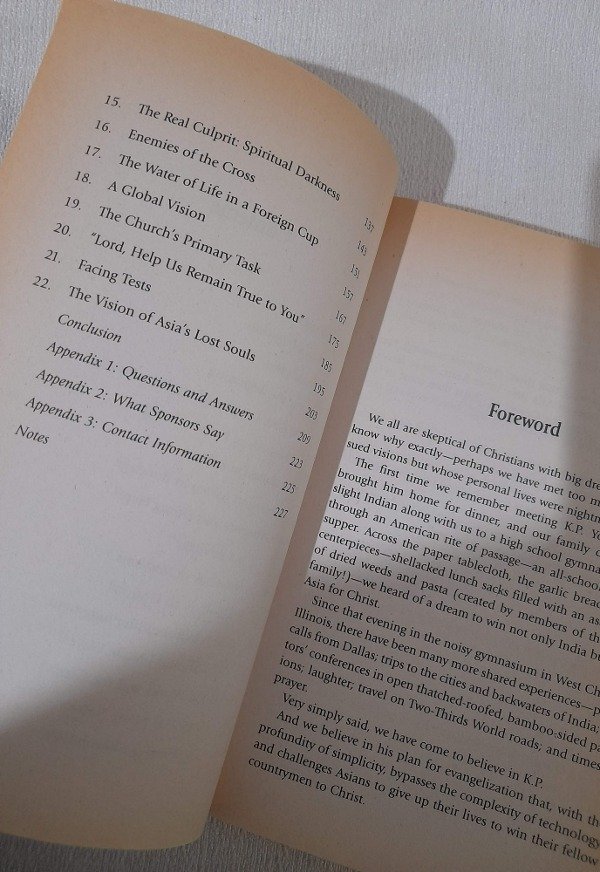 15. The Real Culprit: Spiritual Darkness 137
16. Enemies of the Cross 143
17. The Water of Life in a Foreign Cup 151
18. A Global Vision 157
19. The Church's Primary Task 167
20. "Lord, Help Us Remain True to You" 175
21. Facing Tests 185
22. The Vision of Asia's Lost Souls 195
Conclusion 203
Appendix 1: Questions and Answers 209
Appendix 2: What Sponsors Say 223
Appendix 3: Contact Information 225
Notes 227
Foreword
We all are skeptical of Christians with big
know why exactly—perhaps we have met too
sued visions but whose personal lives were
The first time we remember meeting K.P.
brought him home for dinner, and our family
slight Indian along with us to a high school
through an American rite of passage—an
supper. Across the paper tablecloth, the garlic
centerpieces—shellacked lunch sacks filled with an
of dried weeds and pasta (created by members of
family!)—we heard of a dream to win not only India
Asia for Christ.
Since that evening in the noisy gymnasium in West
Illinois, there have been many more shared experiences—
calls from Dallas; trips to the cities and backwaters of India;
tors' conferences in open thatched-roofed, bamboo-sided
ions; laughter; travel on Two-Thirds World roads; and times
prayer.
Very simply said, we have come to believe in K.P.
And we believe in his plan for evangelization that, with
profundity of simplicity, bypasses the complexity of technology
and challenges Asians to give up their lives to win their fellow
countrymen to Christ.